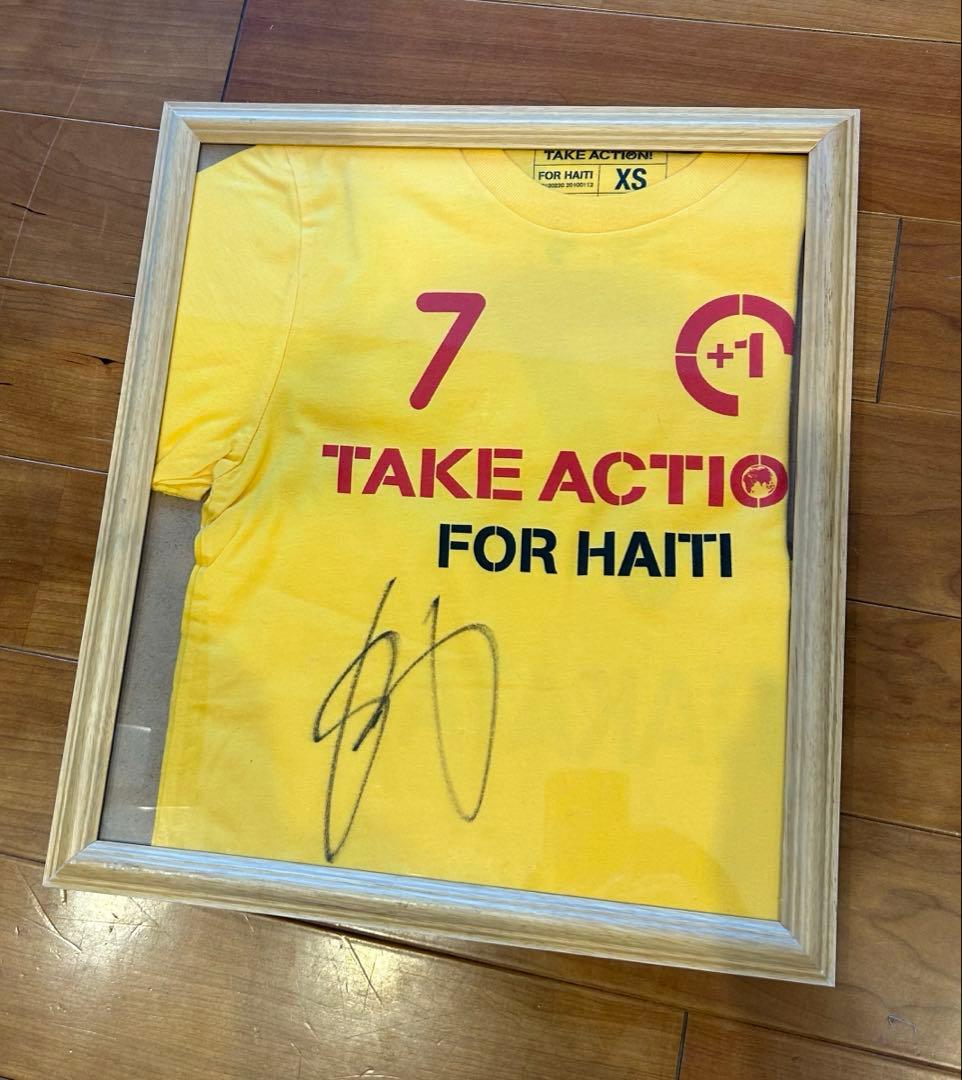 TAKE ACTION!
FOR HAITI
XS
7
+1
TAKE ACTIO
FOR HAITI